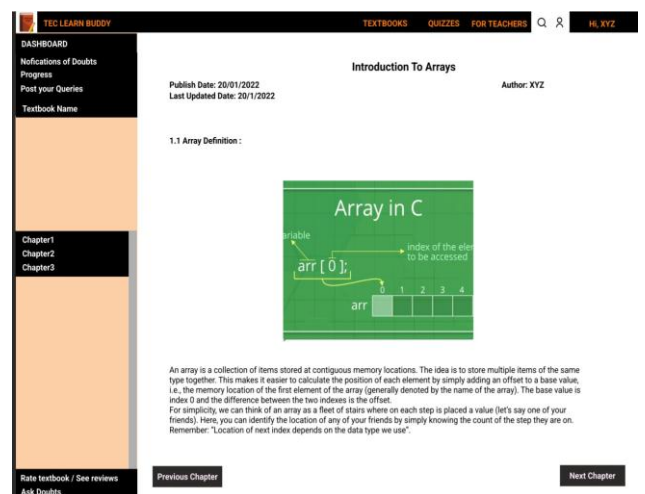 TEC LEARN BUDDY
TEXTBOOKS QUIZZES FOR TEACHERS HI, XYZ
DASHBOARD
Nofications of Doubts
Progress
Post your Queries
Textbook Name
Chapter1
Chapter2
Chapter3
Rate textbook / See reviews
Ask Doubts
Introduction To Arrays
Publish Date: 20/01/2022 Author: XYZ
Last Updated Date: 20/1/2022
1.1 Array Definition :
Array in C
ariable
index of the eler
to be accessed
arr [ 0 ];
0 1 2 3 4
arr
An array is a collection of items stored at contiguous memory locations. The idea is to store multiple items of the same
type together. This makes it easier to calculate the position of each element by simply adding an offset to a base value,
i.e., the memory location of the first element of the array (generally denoted by the name of the array). The base value is
index 0 and the difference between the two indexes is the offset.
For simplicity, we can think of an array as a fleet of stairs where on each step is placed a value (let's say one of your
friends). Here, you can identify the location of any of your friends by simply knowing the count of the step they are on.
Remember: "Location of next index depends on the data type we use".
Previous Chapter Next Chapter